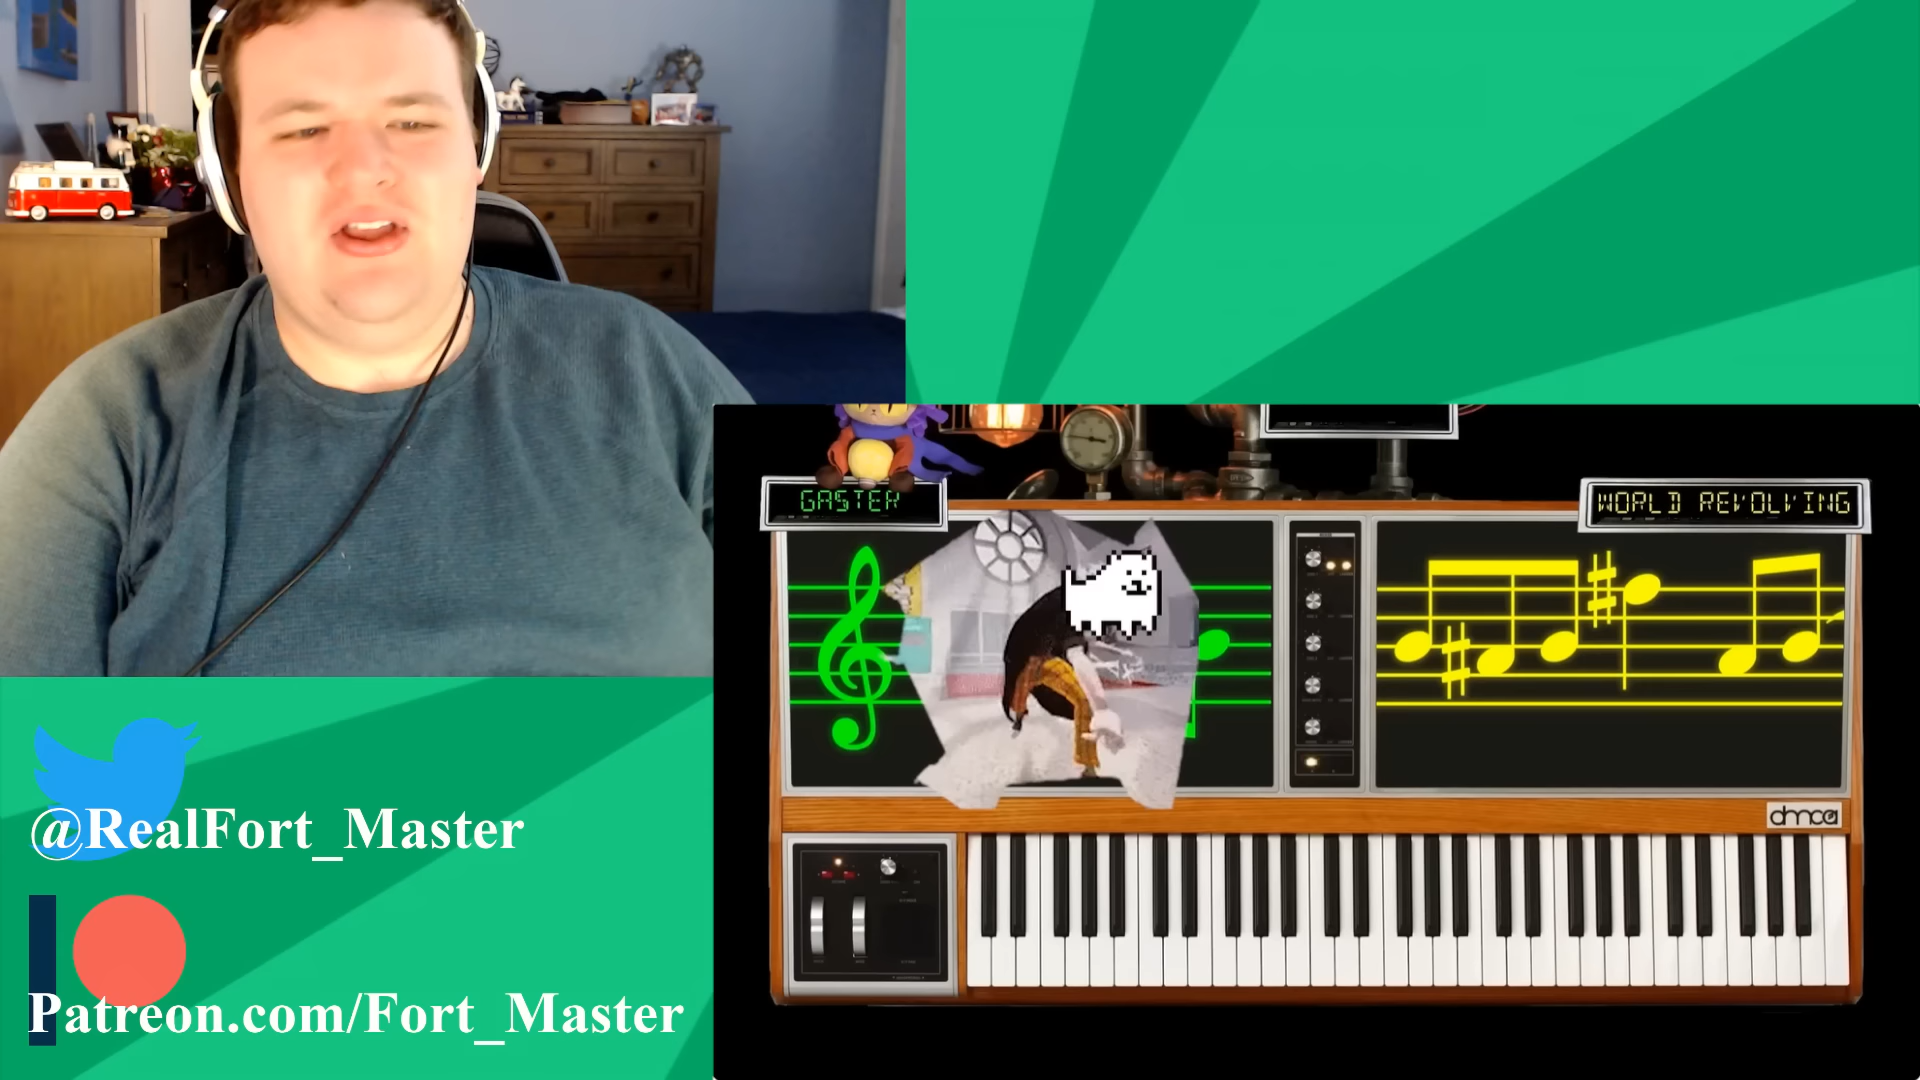 GASTER
WORLD REVOLVING
dmca
@RealFort_Master
Patreon.com/Fort_Master